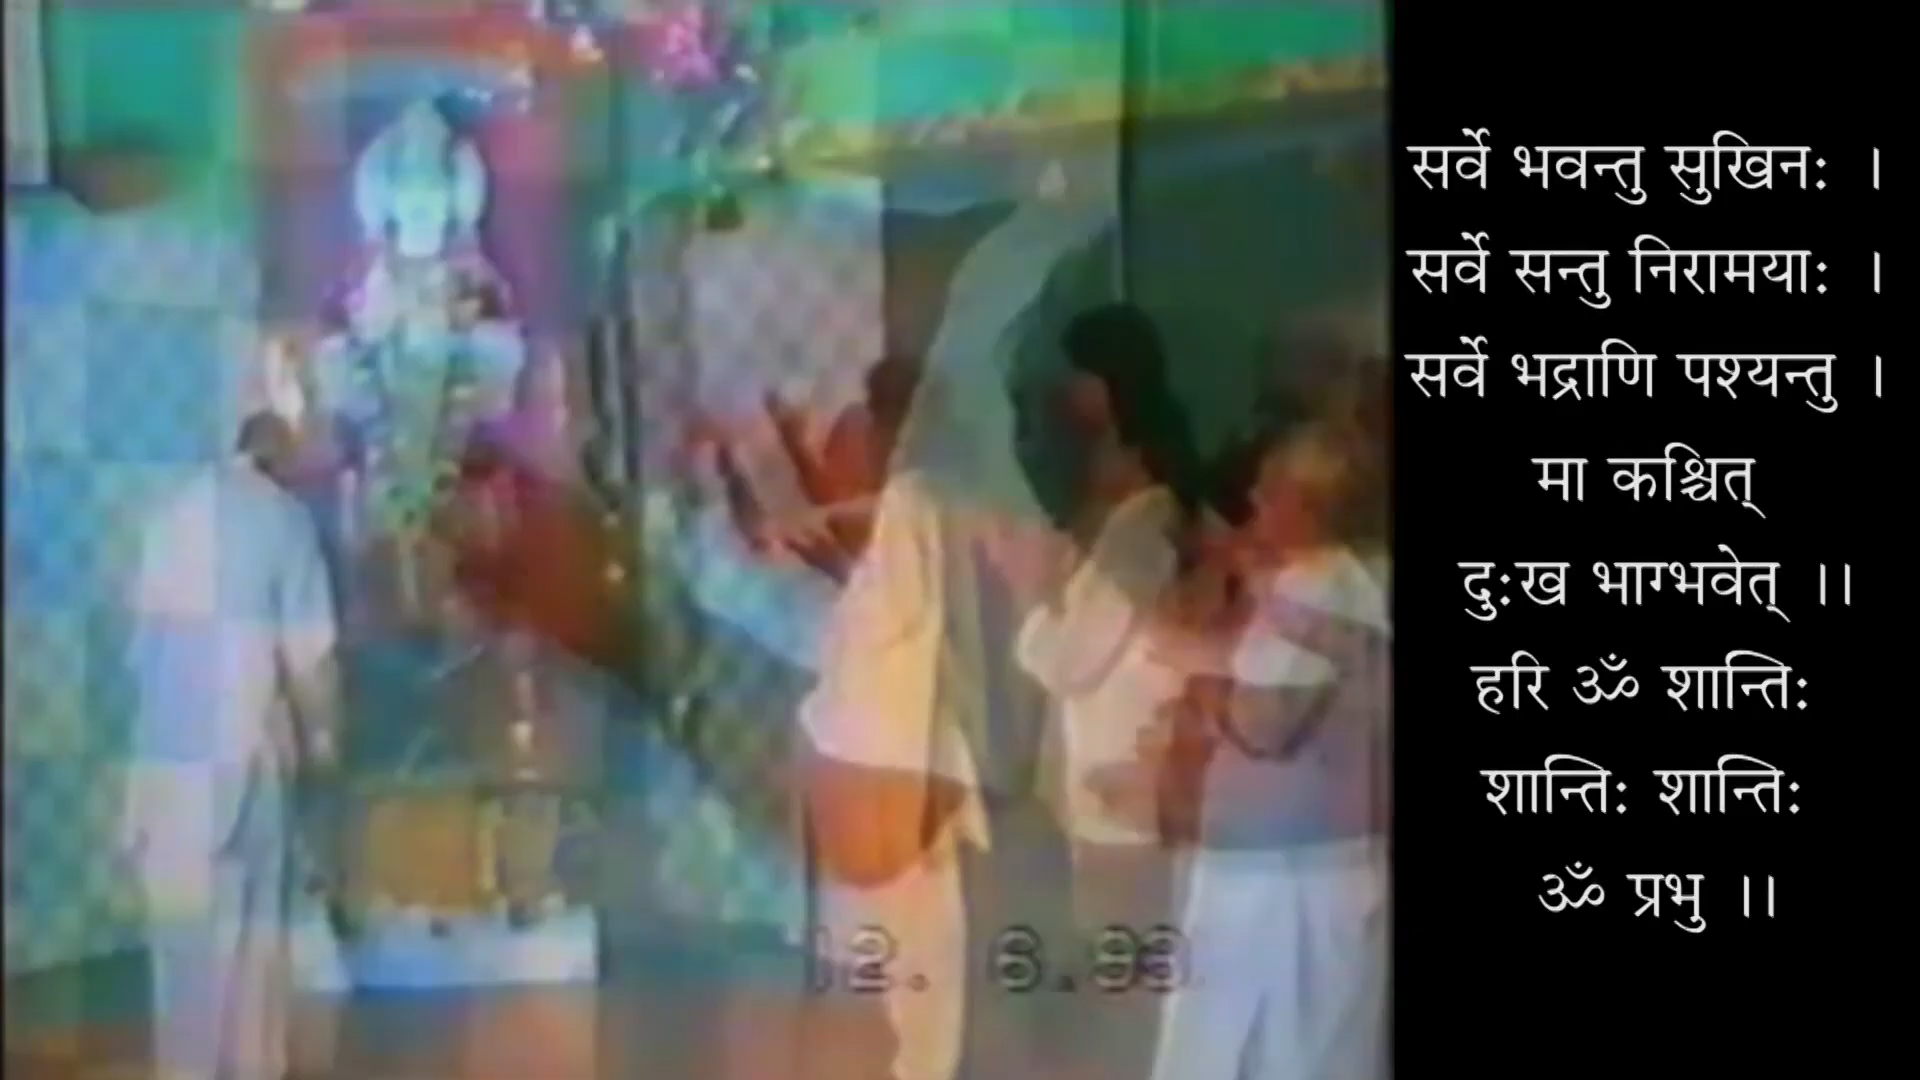 सर्वे भवन्तु सुखिनः ।
सर्वे सन्तु निरामयाः ।
सर्वे भद्राणि पश्यन्तु ।
मा कश्चित्
दुःख भाग्भवेत् ।।
हरि ॐ शान्तिः
शान्तिः शान्तिः
ॐ प्रभु ।।
12. 6.93